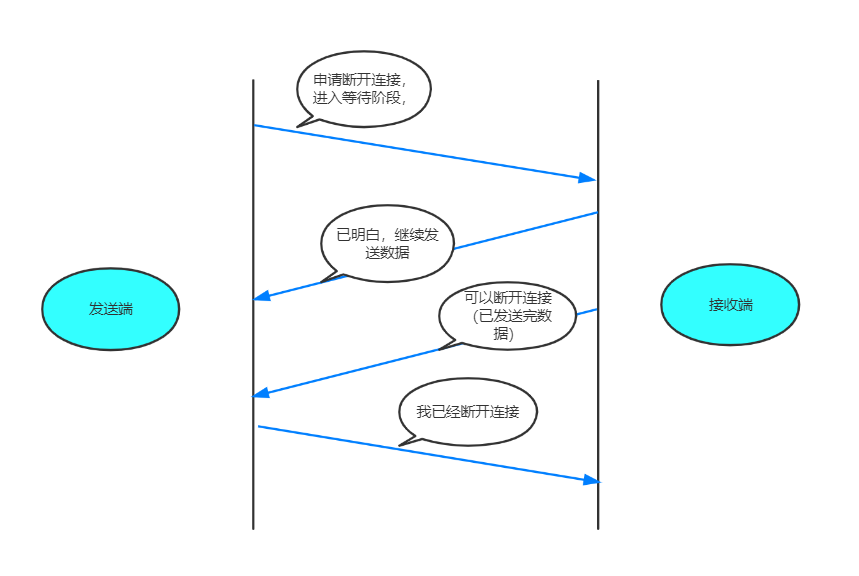 申请断开连接，
进入等待阶段，
已明白，继续发
送数据
发送端
接收端
可以断开连接
（已发送完数
据）
我已经断开连接